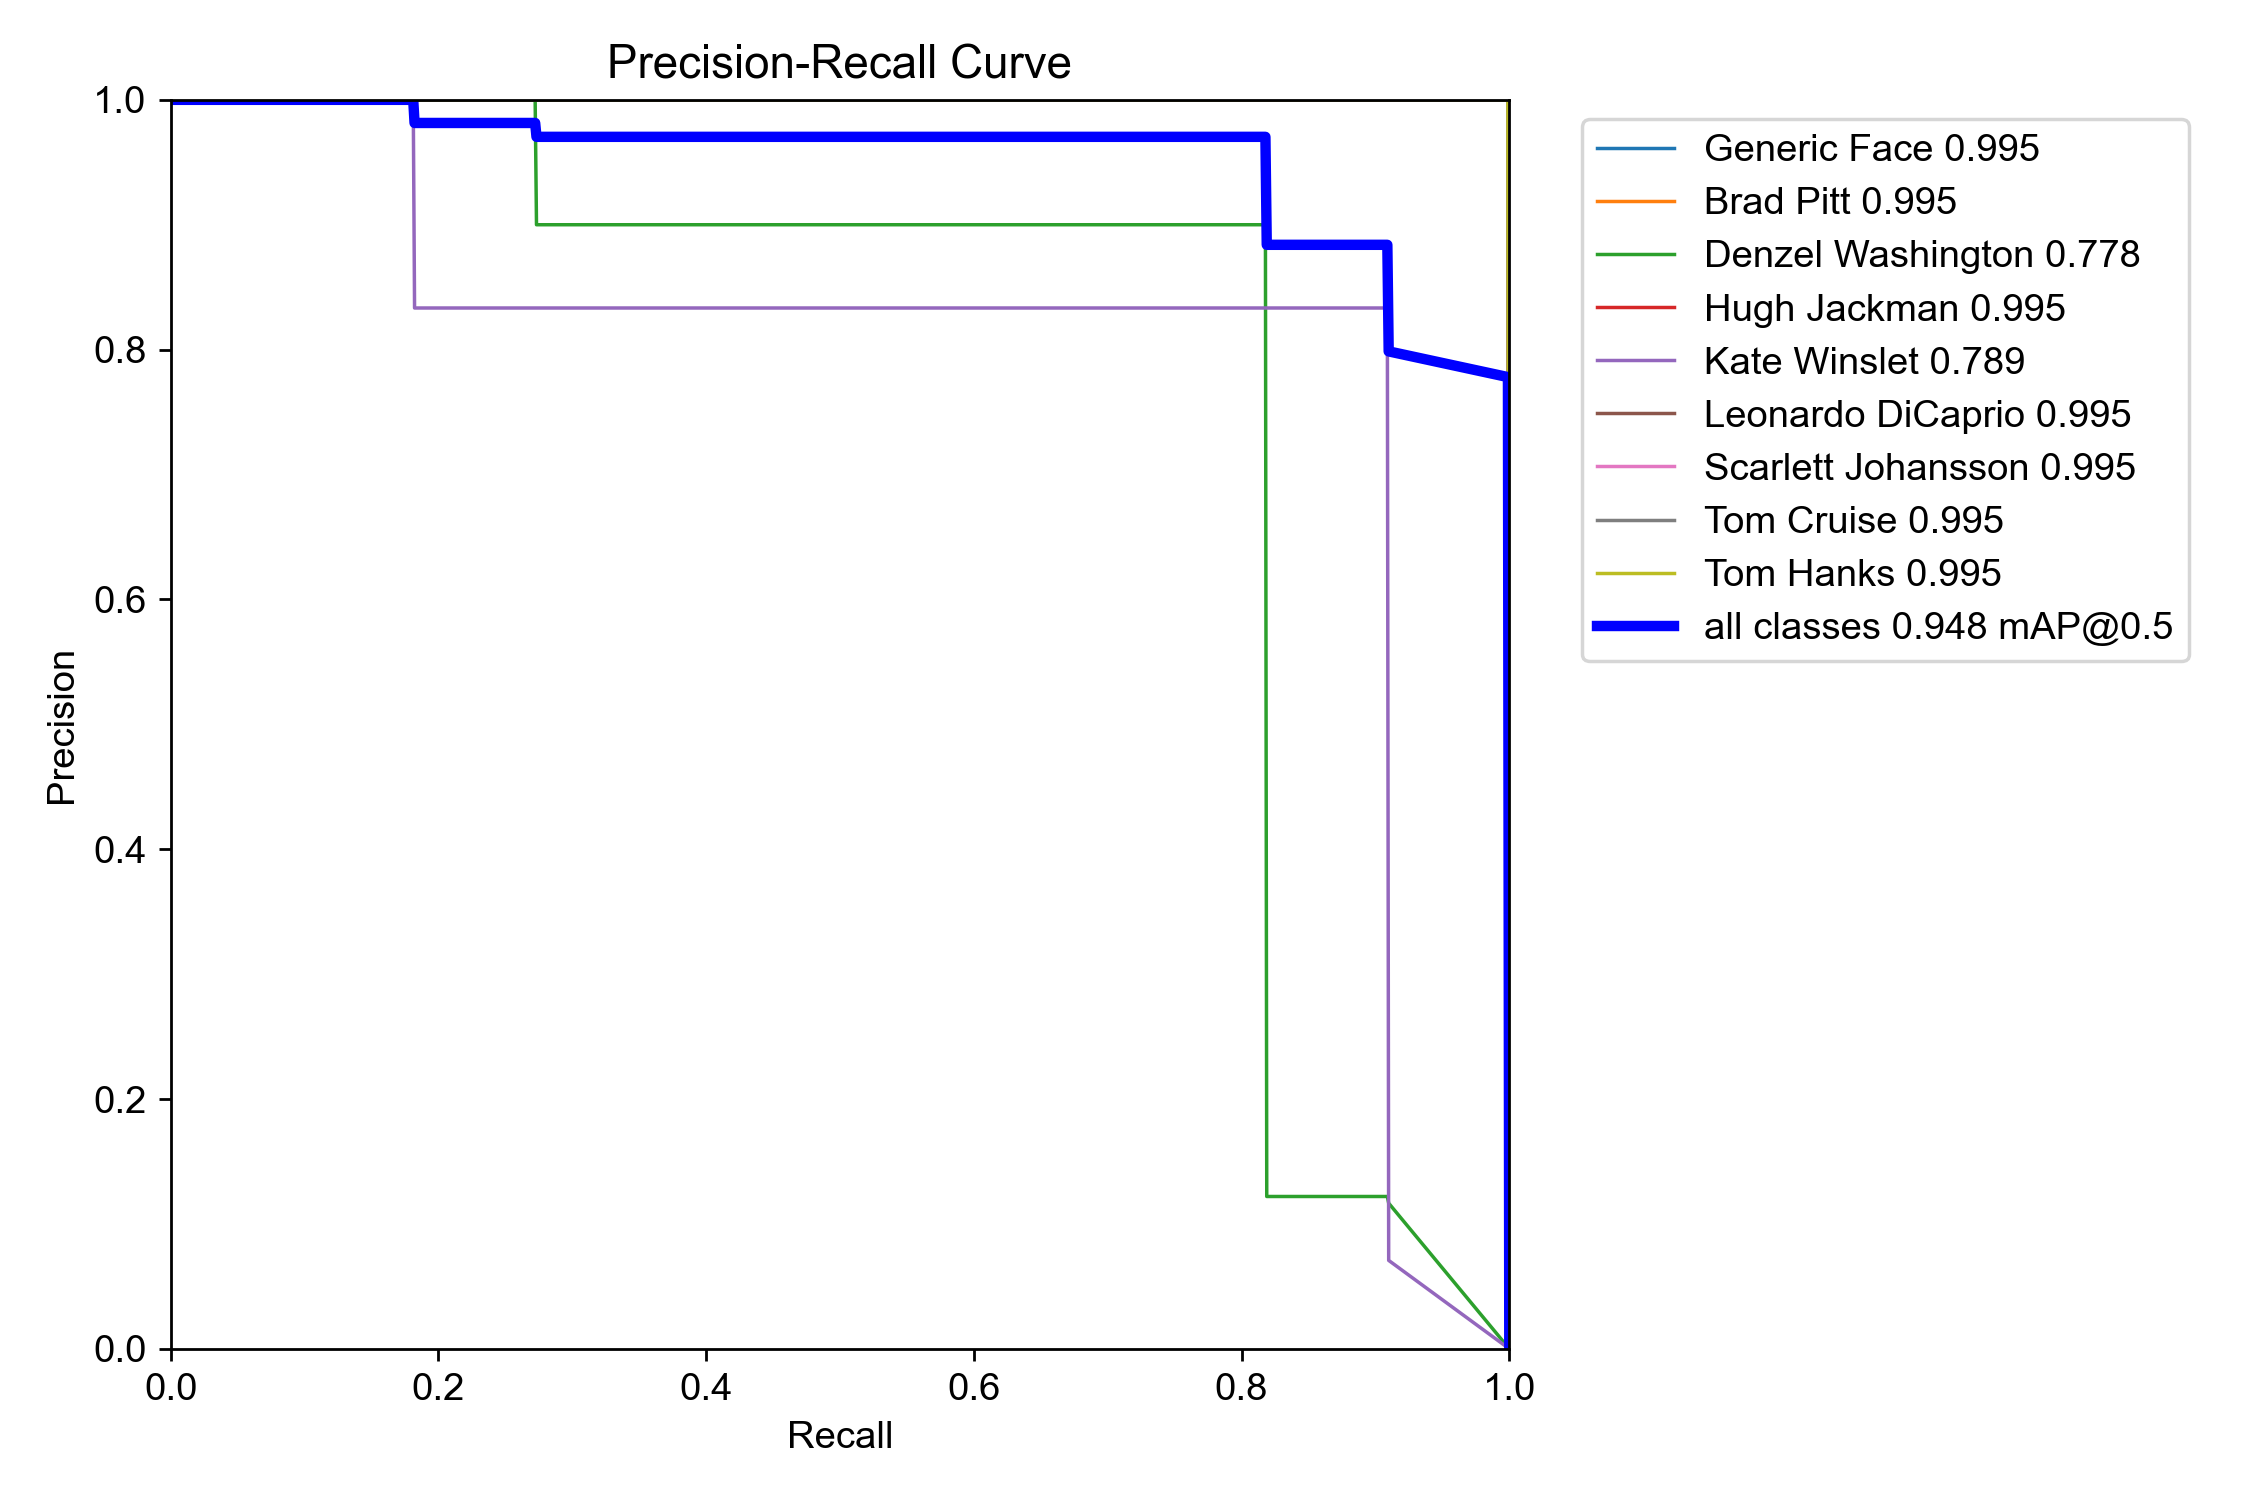 Precision-Recall Curve
1.0
0.8
0.6
0.4
0.2
0.0
Precision
0.0 0.2 0.4 0.6 0.8 1.0
Recall
Generic Face 0.995
Brad Pitt 0.995
Denzel Washington 0.778
Hugh Jackman 0.995
Kate Winslet 0.789
Leonardo DiCaprio 0.995
Scarlett Johansson 0.995
Tom Cruise 0.995
Tom Hanks 0.995
all classes 0.948 mAP@0.5